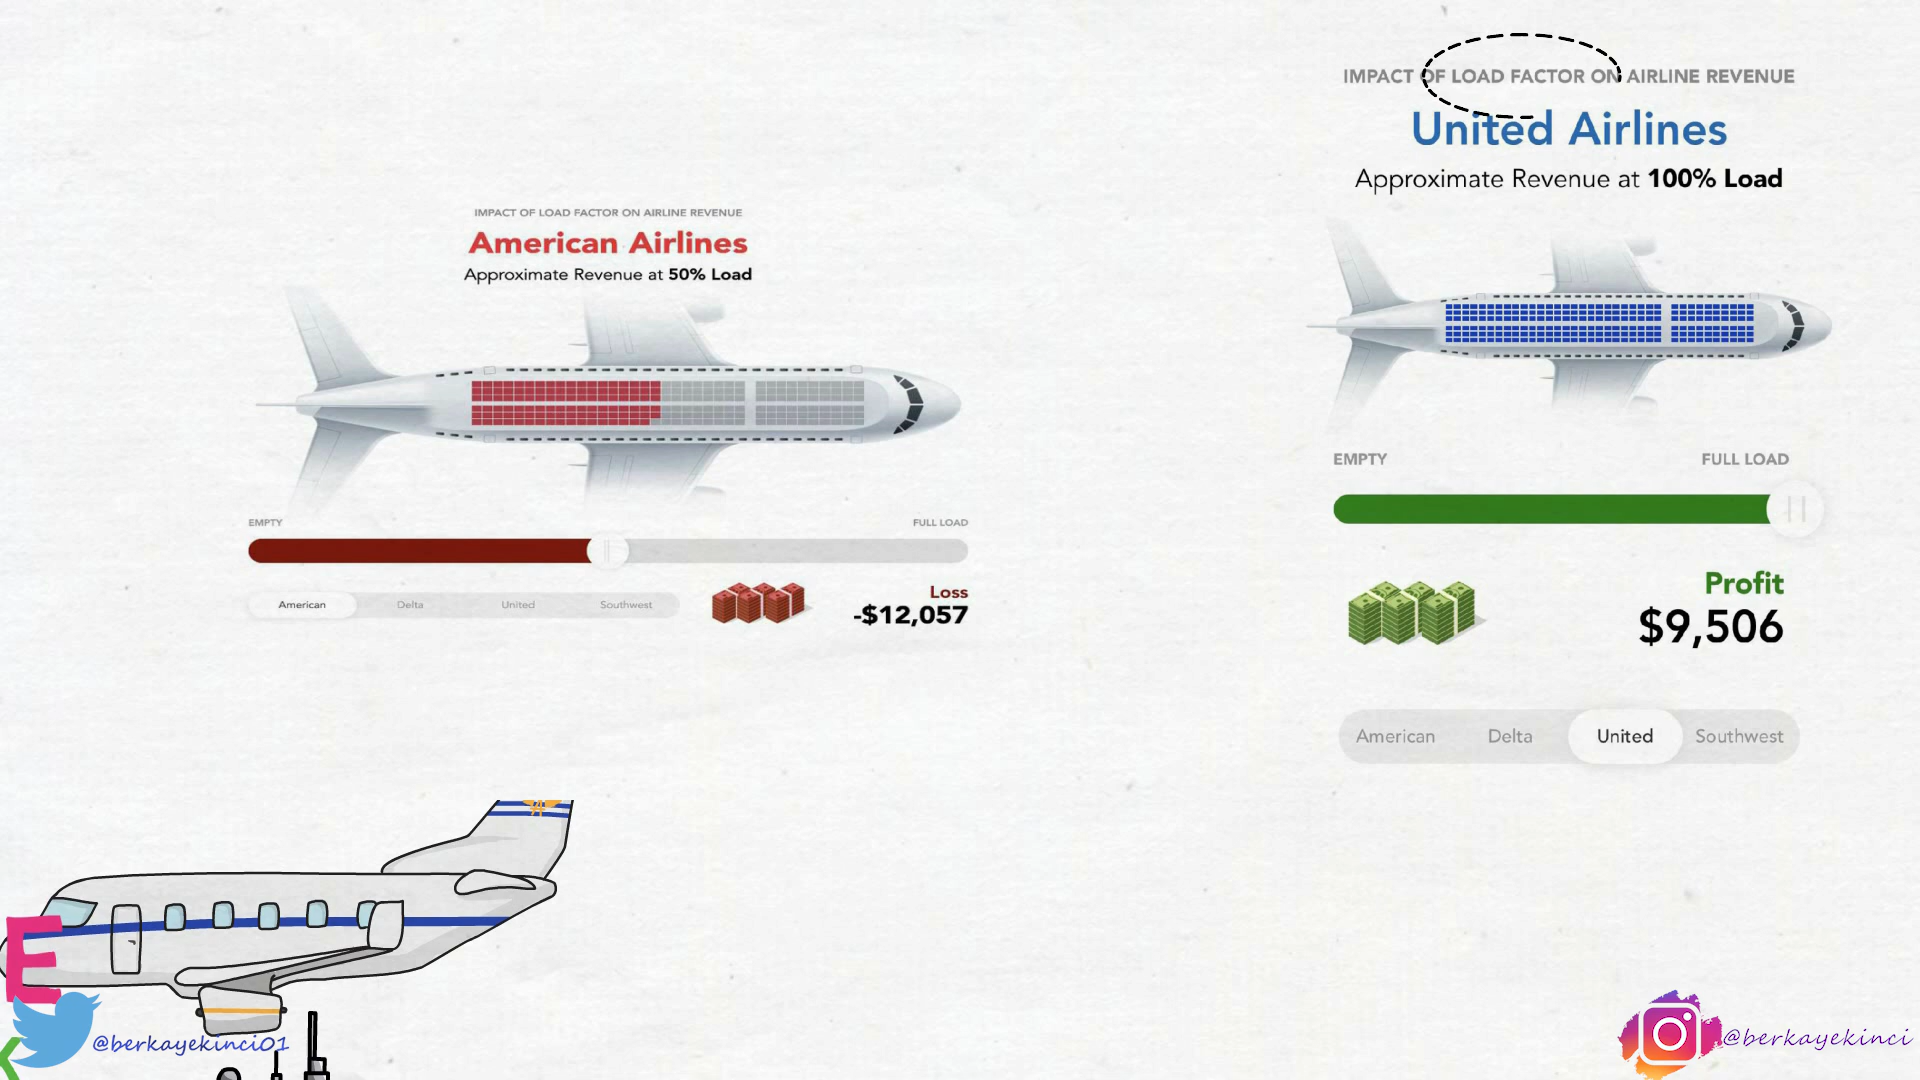 IMPACT OF LOAD FACTOR ON AIRLINE REVENUE
American Airlines
Approximate Revenue at 50% Load
EMPTY FULL LOAD
American Delta United Southwest
Loss
-$12,057
IMPACT OF LOAD FACTOR ON AIRLINE REVENUE
United Airlines
Approximate Revenue at 100% Load
EMPTY FULL LOAD
Profit
$9,506
American Delta United Southwest
E
@berkayekinci01
@berkayekinci